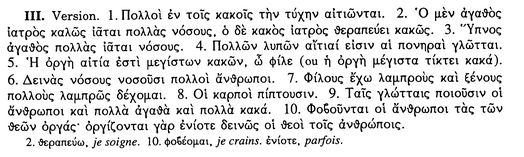 III. Version. 1. Πολλοὶ ἐν τοῖς κακοῖς τὴν τύχην αἰτιῶνται. 2. Ὁ μὲν ἀγαθὸς
ἰατρὸς καλῶς ἰᾶται πολλὰς νόσους, ὁ δὲ κακὸς ἰατρὸς θεραπεύει κακῶς. 3. Ὕπνος
ἀγαθὸς πολλὰς ἰᾶται νόσους. 4. Πολλῶν λυπῶν αἴτιαί εἰσιν αἱ πονηραὶ γλῶτται.
5. Ἡ ὀργὴ αἰτία ἐστὶ μεγίστων κακῶν, ὦ φίλε (ou ἡ ὀργὴ μέγιστα τίκτει κακά).
6. Δεινὰς νόσους νοσοῦσι πολλοὶ ἄνθρωποι. 7. Φίλους ἔχω λαμπροὺς καὶ ξένους
πολλοὺς λαμπρῶς δέχομαι. 8. Οἱ καρποὶ πίπτουσιν. 9. Ταῖς γλώτταις ποιοῦσιν οἱ
ἄνθρωποι καὶ πολλὰ ἀγαθὰ καὶ πολλὰ κακά. 10. Φοϐοῦνται οἱ ἄνθρωποι τὰς τῶν
θεῶν ὀργάς· ὀργίζονται γὰρ ἐνίοτε δεινῶς οἱ θεοὶ τοῖς ἀνθρώποις.
2. θεραπεύω, je soigne. 10. φοϐέομαι, je crains. ἐνίοτε, parfois.